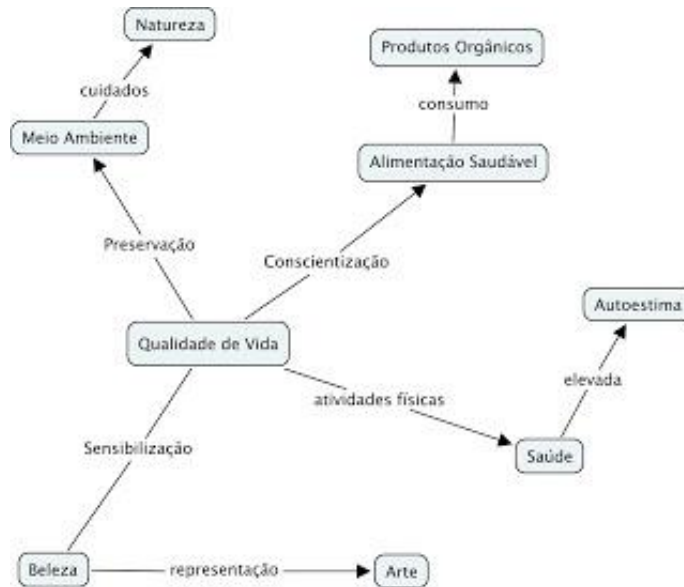 Natureza
Produtos Orgânicos
cuidados
consumo
Meio Ambiente
Alimentação Saudável
Preservação
Conscientização
Autoestima
Qualidade de Vida
elevada
atividades físicas
Sensibilização
Saúde
Beleza
representação
Arte